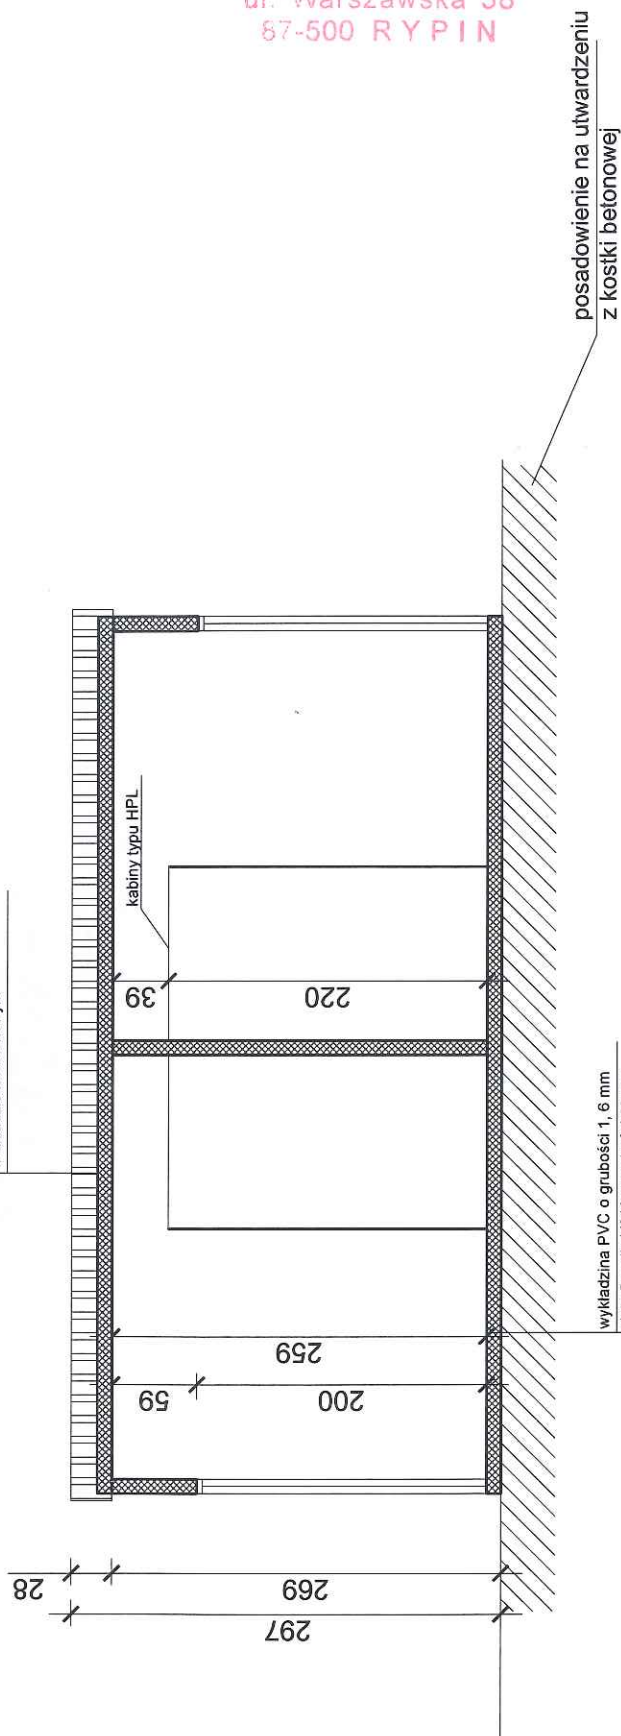 ul. Warszawska 38
87-500 RYPIN
posadowienie na utwardzeniu
z kostki betonowej
kabiny typu HPL
39
220
259
59
200
28
269
297
wykładzina PVC o grubości 1, 6 mm